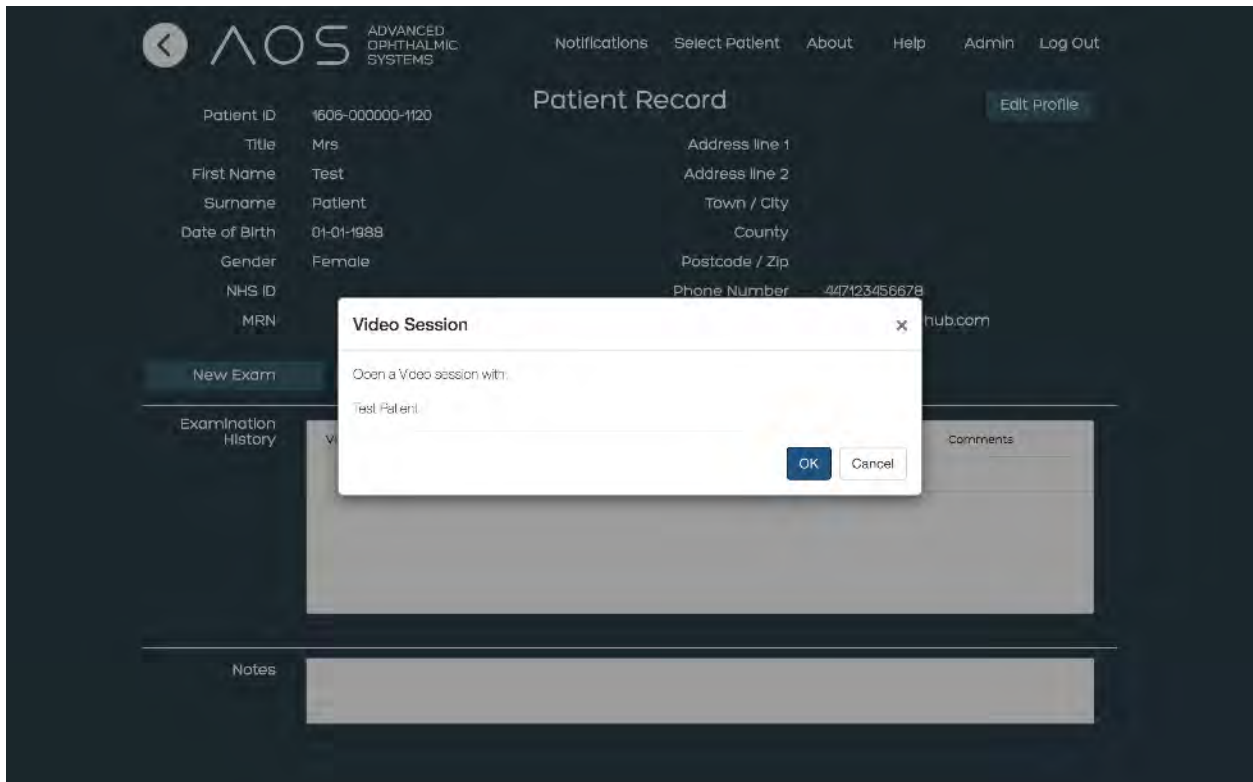 AOS ADVANCED
OPHTHALMIC
SYSTEMS
Notifications Select Patient About Help Admin Log Out
Patient Record
Edit Profile
Patient ID 1606-000000-1120
Title Mrs
First Name Test
Surname Patient
Date of Birth 01-01-1988
Gender Female
NHS ID
MRN
Address line 1
Address line 2
Town / City
County
Postcode / Zip
Phone Number 447123456678
hub.com
Video Session ×
Open a Video session with:
Test Patient
OK Cancel
New Exam
Examination
History
Comments
Notes